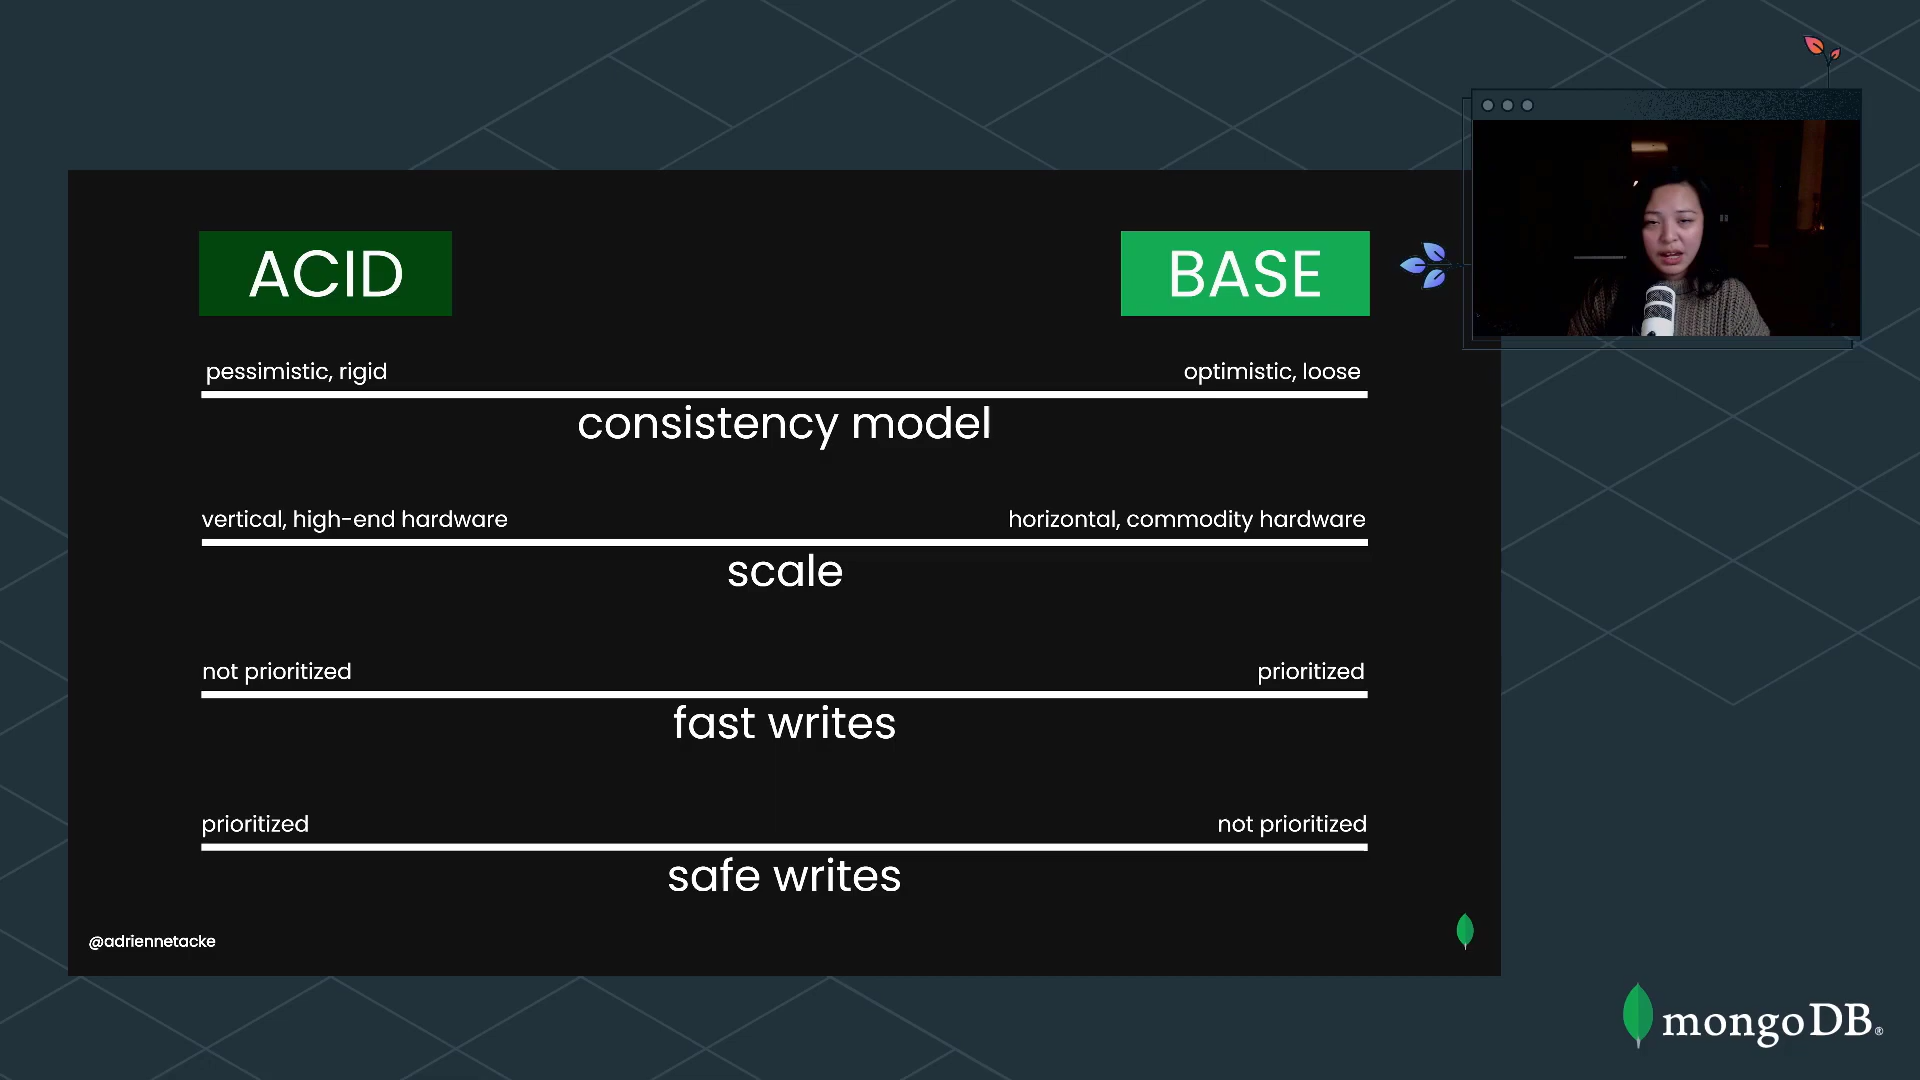 ACID
BASE
pessimistic, rigid
optimistic, loose
consistency model
vertical, high-end hardware
horizontal, commodity hardware
scale
not prioritized
prioritized
fast writes
prioritized
not prioritized
safe writes
@adriennetacke
mongoDB®